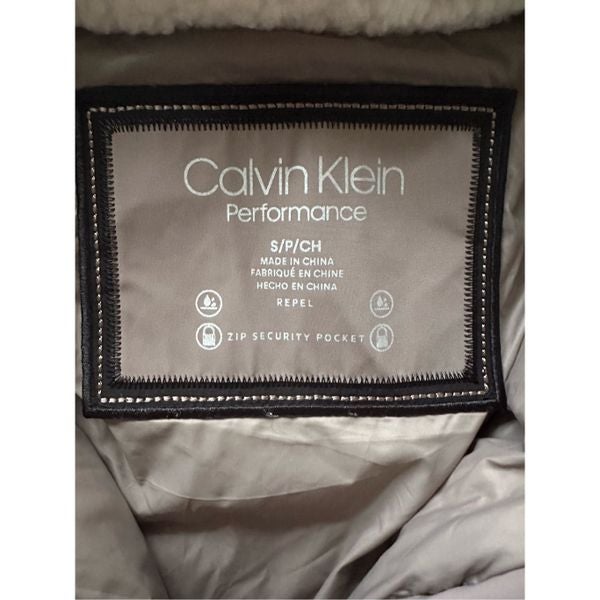 Calvin Klein
Performance
S/P/CH
MADE IN CHINA
FABRIQUÉ EN CHINE
HECHO EN CHINA
REPEL
ZIP SECURITY POCKET